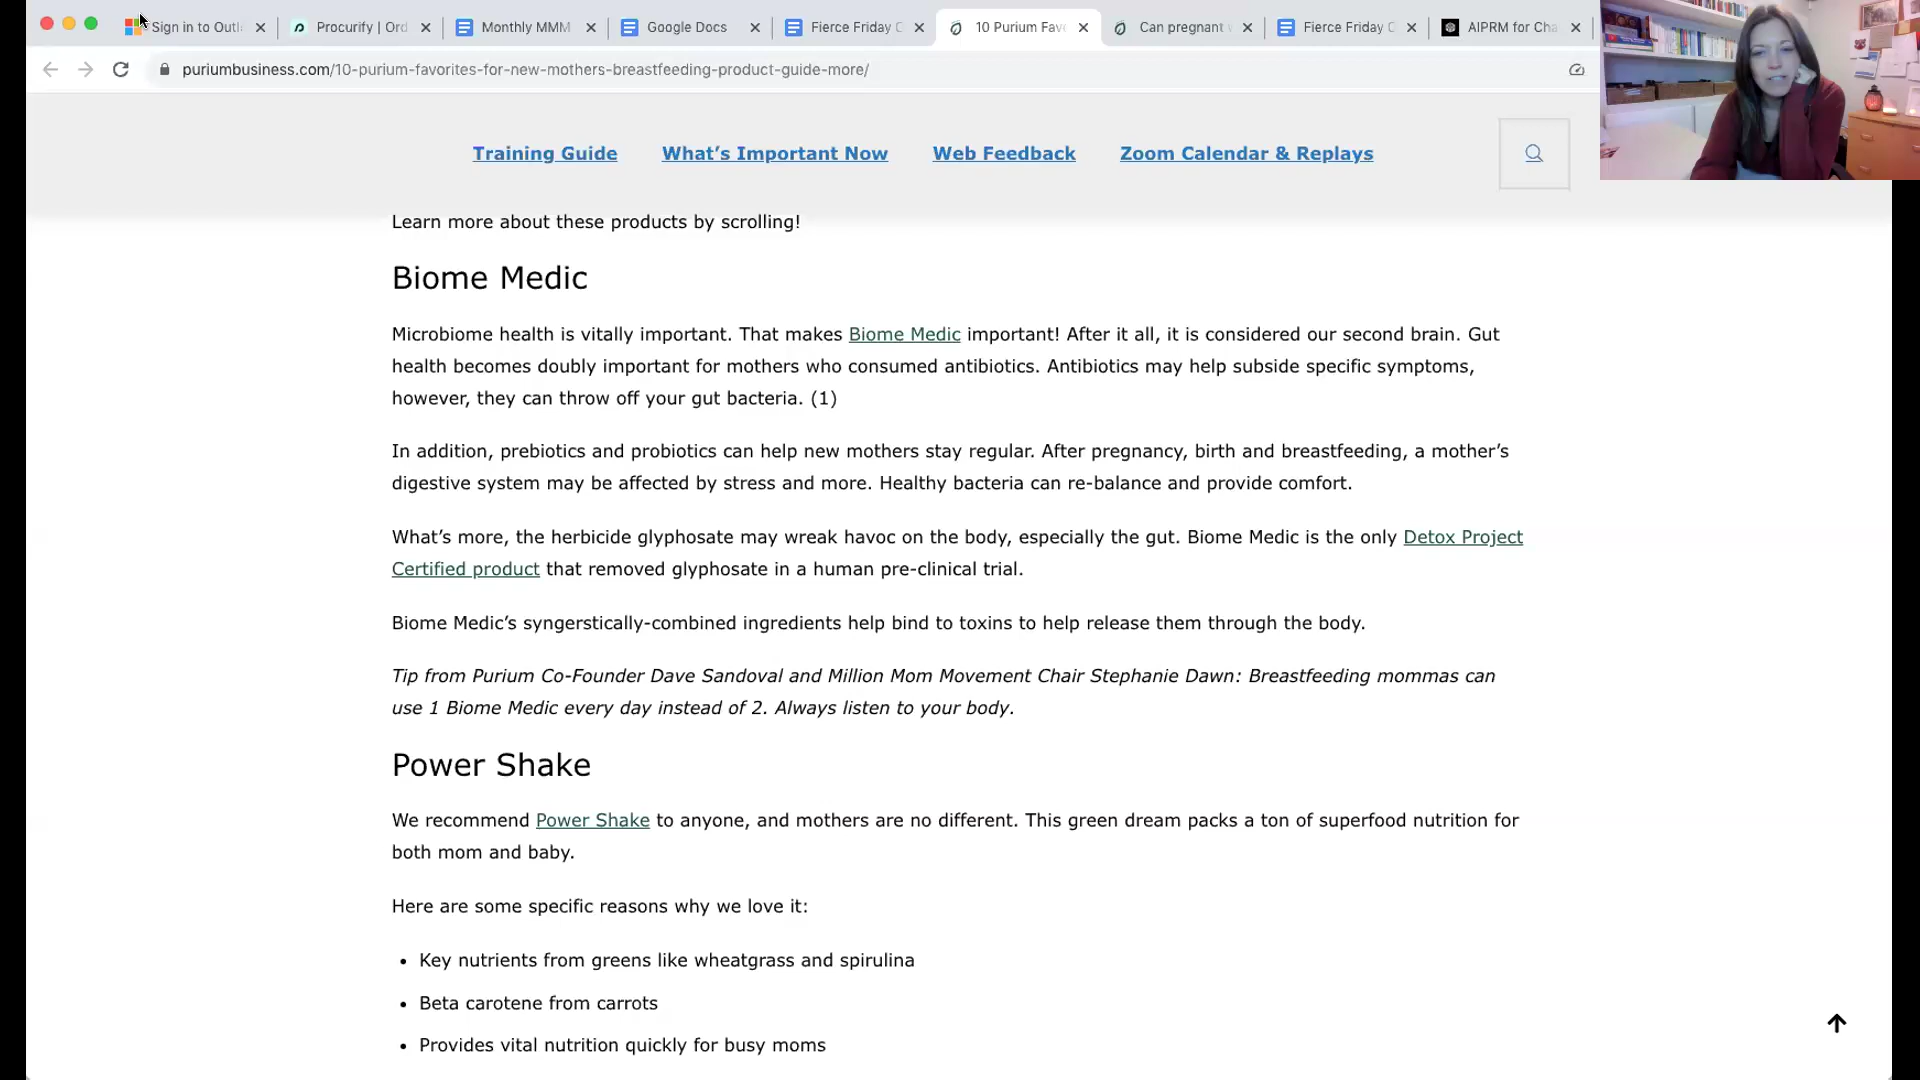 Sign in to Outl
Procurify | Ord
Monthly MMM
Google Docs
Fierce Friday C
10 Purium Fav
Can pregnant
Fierce Friday C
AIPRM for Cha
puriumbusiness.com/10-purium-favorites-for-new-mothers-breastfeeding-product-guide-more/
Training Guide
What's Important Now
Web Feedback
Zoom Calendar & Replays
Learn more about these products by scrolling!
Biome Medic
Microbiome health is vitally important. That makes Biome Medic important! After it all, it is considered our second brain. Gut
health becomes doubly important for mothers who consumed antibiotics. Antibiotics may help subside specific symptoms,
however, they can throw off your gut bacteria. (1)
In addition, prebiotics and probiotics can help new mothers stay regular. After pregnancy, birth and breastfeeding, a mother's
digestive system may be affected by stress and more. Healthy bacteria can re-balance and provide comfort.
What's more, the herbicide glyphosate may wreak havoc on the body, especially the gut. Biome Medic is the only Detox Project
Certified product that removed glyphosate in a human pre-clinical trial.
Biome Medic's syngerstically-combined ingredients help bind to toxins to help release them through the body.
Tip from Purium Co-Founder Dave Sandoval and Million Mom Movement Chair Stephanie Dawn: Breastfeeding mommas can
use 1 Biome Medic every day instead of 2. Always listen to your body.
Power Shake
We recommend Power Shake to anyone, and mothers are no different. This green dream packs a ton of superfood nutrition for
both mom and baby.
Here are some specific reasons why we love it:
• Key nutrients from greens like wheatgrass and spirulina
• Beta carotene from carrots
• Provides vital nutrition quickly for busy moms